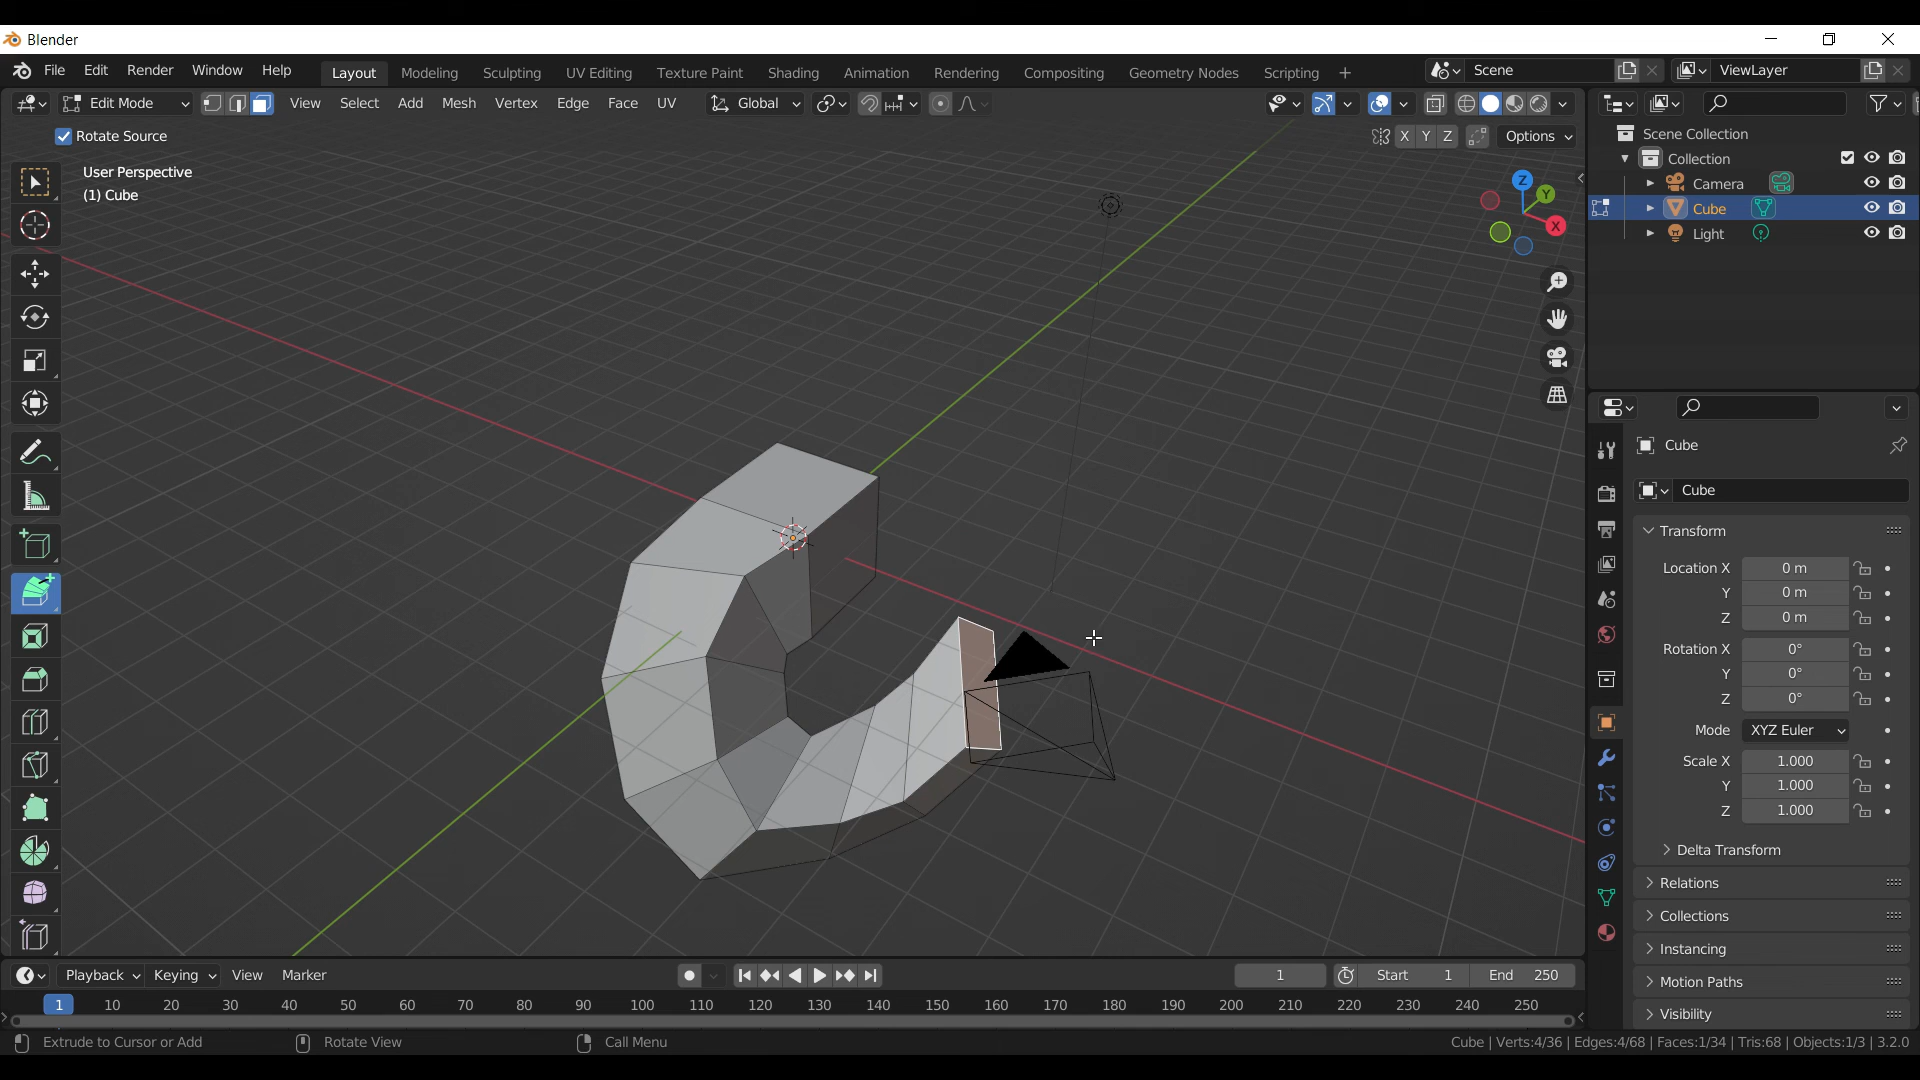 Blender
File Edit Render Window Help Layout Modeling Sculpting UV Editing Texture Paint Shading Animation Rendering Compositing Geometry Nodes Scripting + Scene ViewLayer
Edit Mode View Select Add Mesh Vertex Edge Face UV Global
Rotate Source X Y Z Options
User Perspective
(1) Cube
Z
Y
X
Scene Collection
Collection
Camera
Cube
Light
Cube
Cube
Transform
Location X 0 m
Y 0 m
Z 0 m
Rotation X 0°
Y 0°
Z 0°
Mode XYZ Euler
Scale X 1.000
Y 1.000
Z 1.000
Delta Transform
Relations
Collections
Instancing
Motion Paths
Visibility
Playback Keying View Marker 1 Start 1 End 250
1 10 20 30 40 50 60 70 80 90 100 110 120 130 140 150 160 170 180 190 200 210 220 230 240 250
Extrude to Cursor or Add Rotate View Call Menu Cube | Verts:4/36 | Edges:4/68 | Faces:1/34 | Tris:68 | Objects:1/3 | 3.2.0